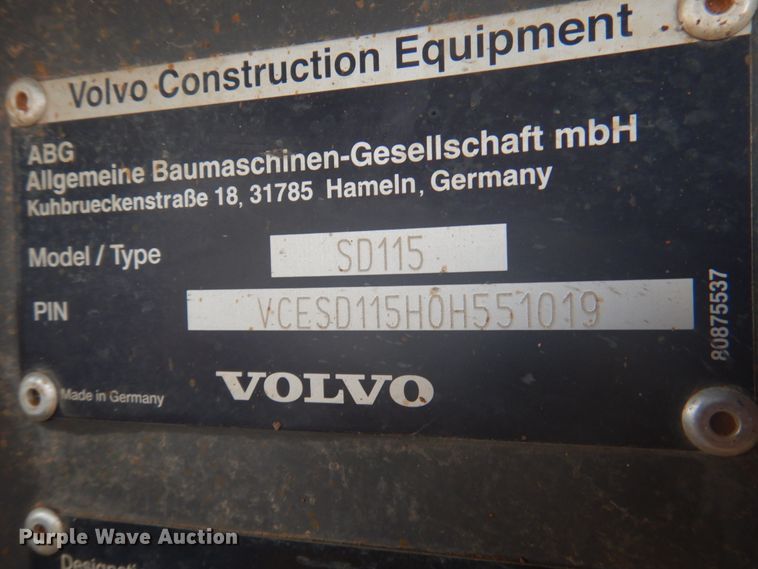 Volvo Construction Equipment
ABG
Allgemeine Baumaschinen-Gesellschaft mbH
Kuhbrueckenstraße 18, 31785 Hameln, Germany
Model / Type SD115
PIN VCESD115H0H551019
80875537
Made in Germany
VOLVO
Purple Wave Auction